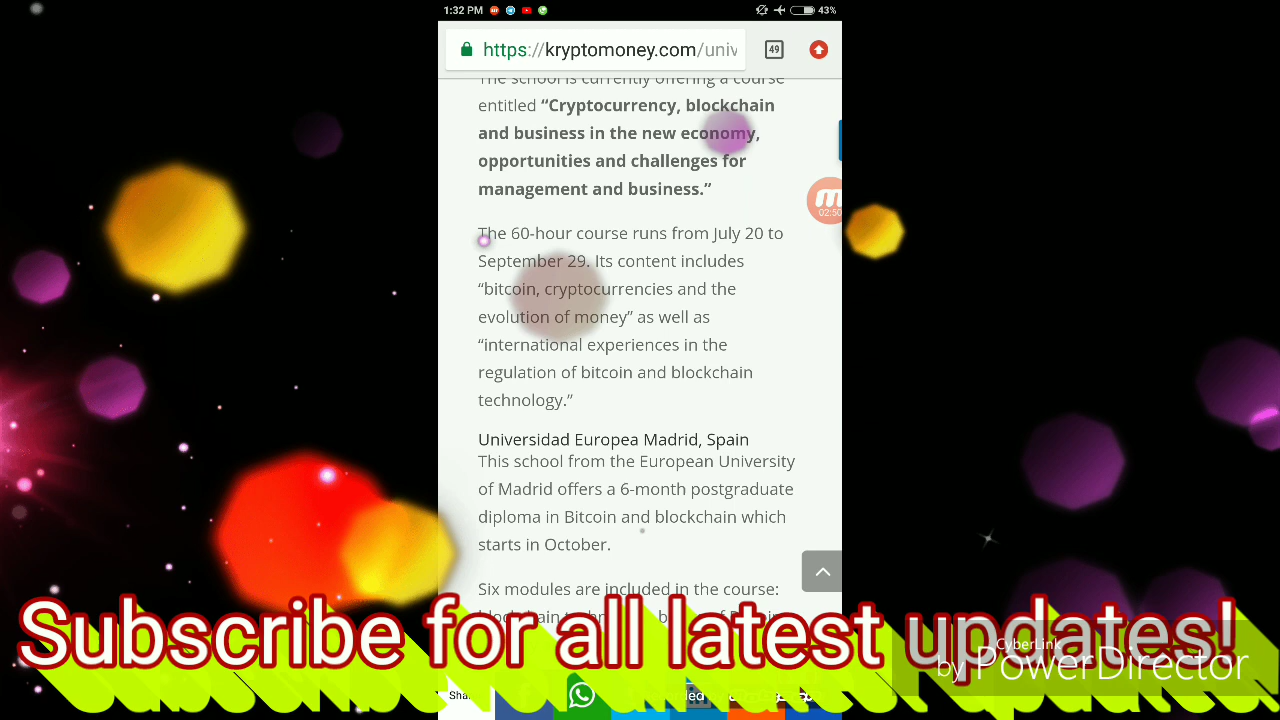 1:32 PM
43%
https://kryptomoney.com/univ
49
The school is currently offering a course
entitled “Cryptocurrency, blockchain
and business in the new economy,
opportunities and challenges for
management and business.”
02:50
The 60-hour course runs from July 20 to
September 29. Its content includes
“bitcoin, cryptocurrencies and the
evolution of money” as well as
“international experiences in the
regulation of bitcoin and blockchain
technology.”
Universidad Europea Madrid, Spain
This school from the European University
of Madrid offers a 6-month postgraduate
diploma in Bitcoin and blockchain which
starts in October.
Six modules are included in the course:
Subscribe for all latest updates!
by CyberLink PowerDirector